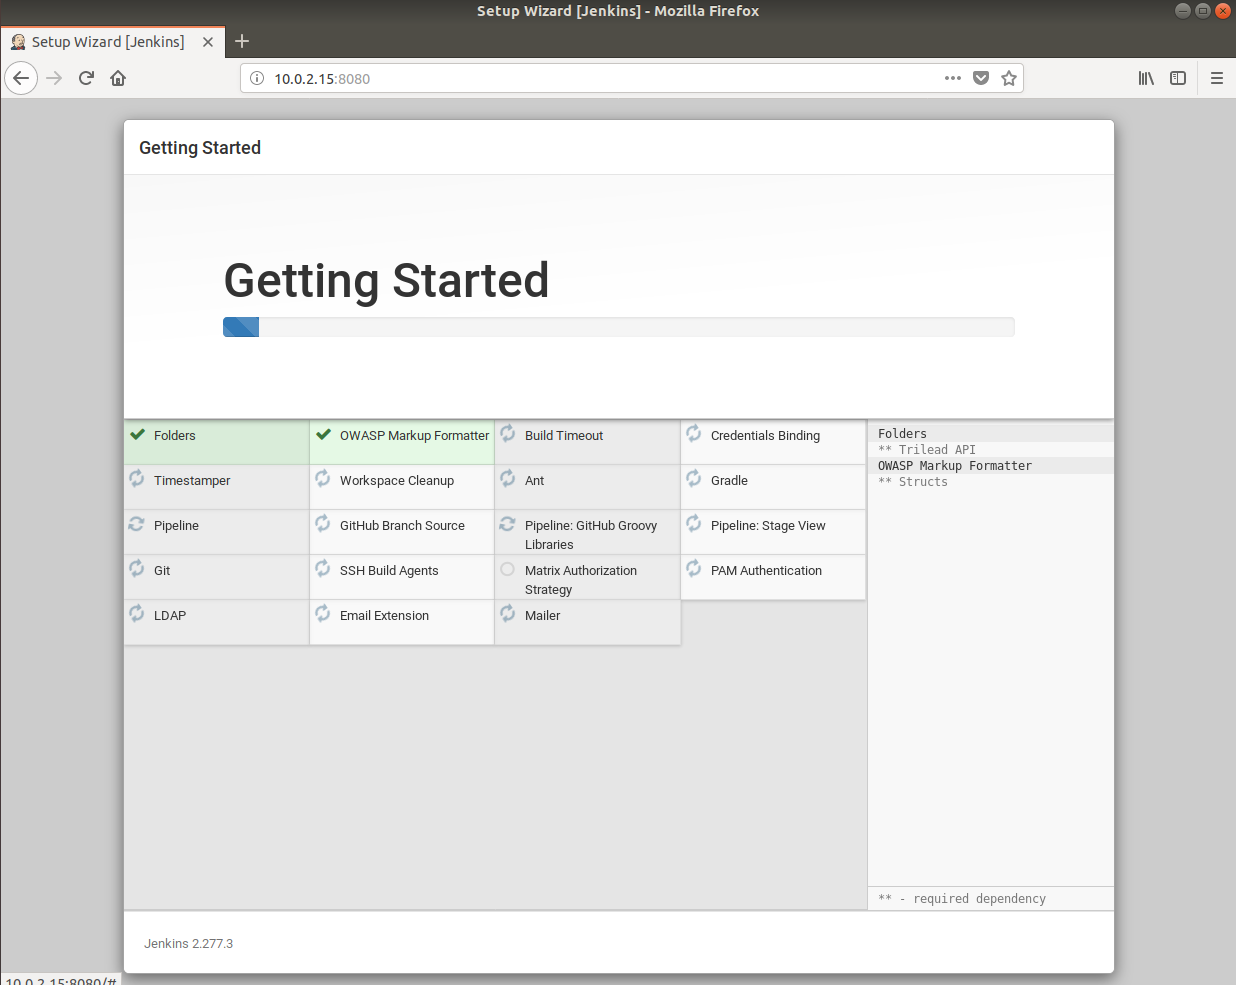 Setup Wizard [Jenkins] - Mozilla Firefox
Setup Wizard [Jenkins]
10.0.2.15:8080
Getting Started
Getting Started
Folders
OWASP Markup Formatter
Build Timeout
Credentials Binding
Timestamper
Workspace Cleanup
Ant
Gradle
Pipeline
GitHub Branch Source
Pipeline: GitHub Groovy
Libraries
Pipeline: Stage View
Git
SSH Build Agents
Matrix Authorization
Strategy
PAM Authentication
LDAP
Email Extension
Mailer
Folders
** Trilead API
OWASP Markup Formatter
** Structs
** - required dependency
Jenkins 2.277.3
10.0.2.15:8080/#